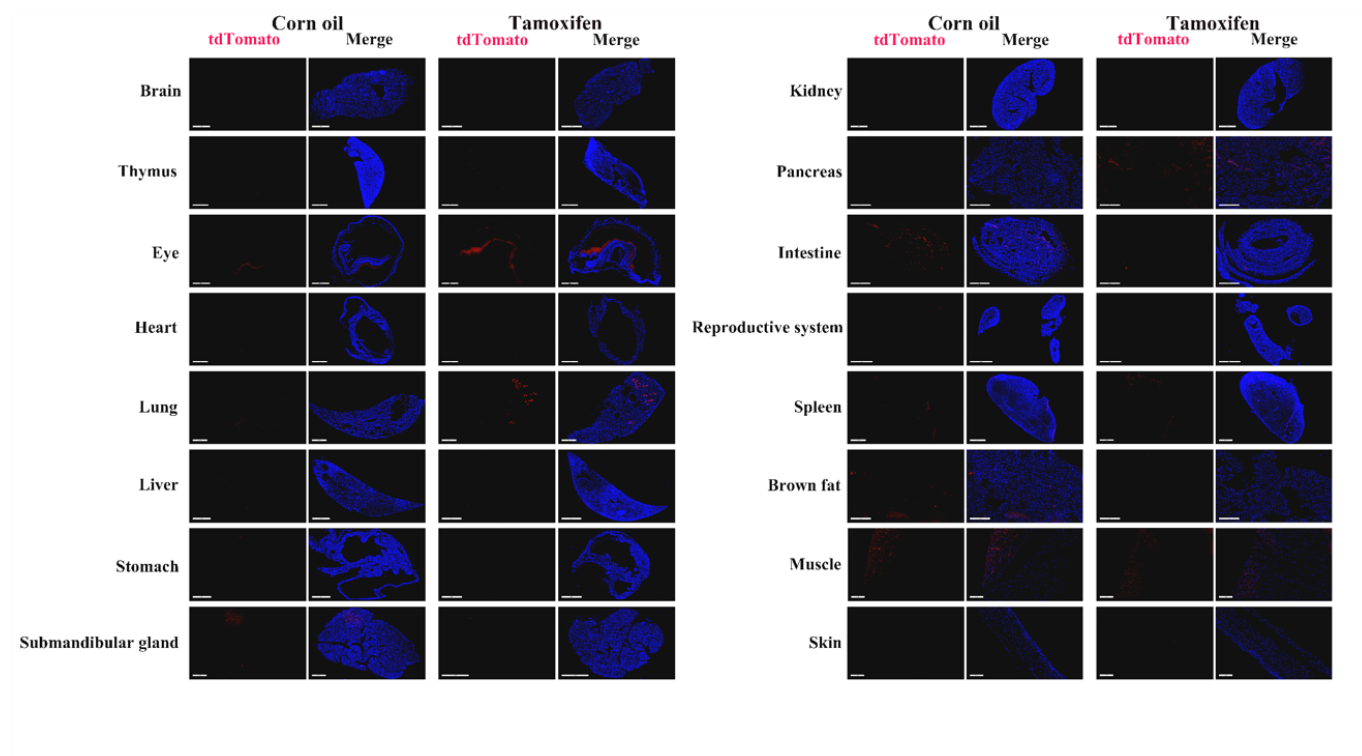 Corn oil Tamoxifen Corn oil Tamoxifen
tdTomato Merge tdTomato Merge tdTomato Merge tdTomato Merge
Brain Kidney
Thymus Pancreas
Eye Intestine
Heart Reproductive system
Lung Spleen
Liver Brown fat
Stomach Muscle
Submandibular gland Skin